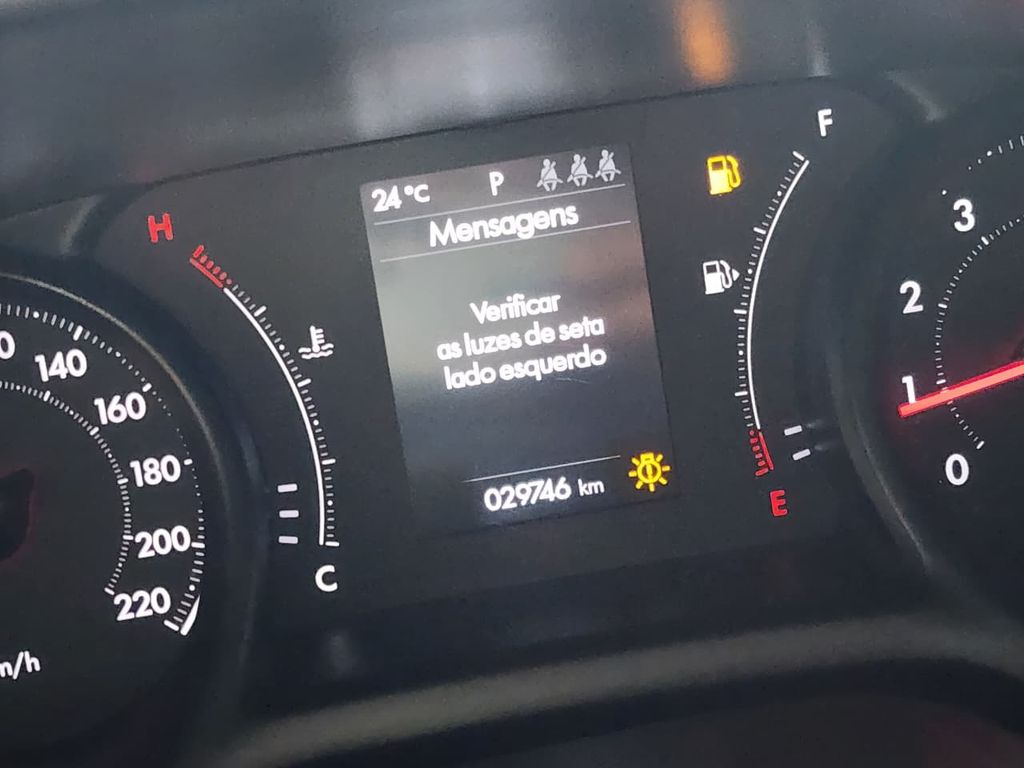 24°C P
Mensagens
Verificar
as luzes de seta
lado esquerdo
029746 km
H
C
F
E
140
160
180
200
220
3
2
1
0